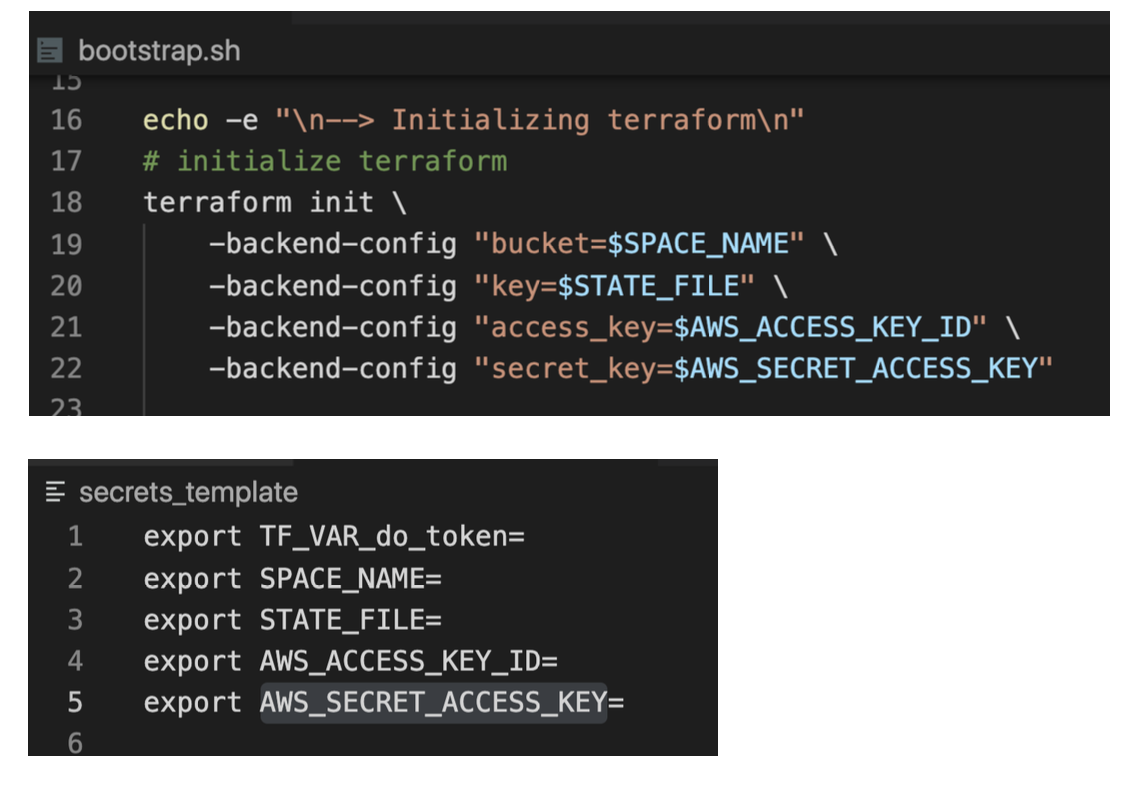 bootstrap.sh
15
16 echo -e "\n--> Initializing terraform\n"
17 # initialize terraform
18 terraform init \
19 -backend-config "bucket=$SPACE_NAME" \
20 -backend-config "key=$STATE_FILE" \
21 -backend-config "access_key=$AWS_ACCESS_KEY_ID" \
22 -backend-config "secret_key=$AWS_SECRET_ACCESS_KEY"
23
secrets_template
1 export TF_VAR_do_token=
2 export SPACE_NAME=
3 export STATE_FILE=
4 export AWS_ACCESS_KEY_ID=
5 export AWS_SECRET_ACCESS_KEY=
6